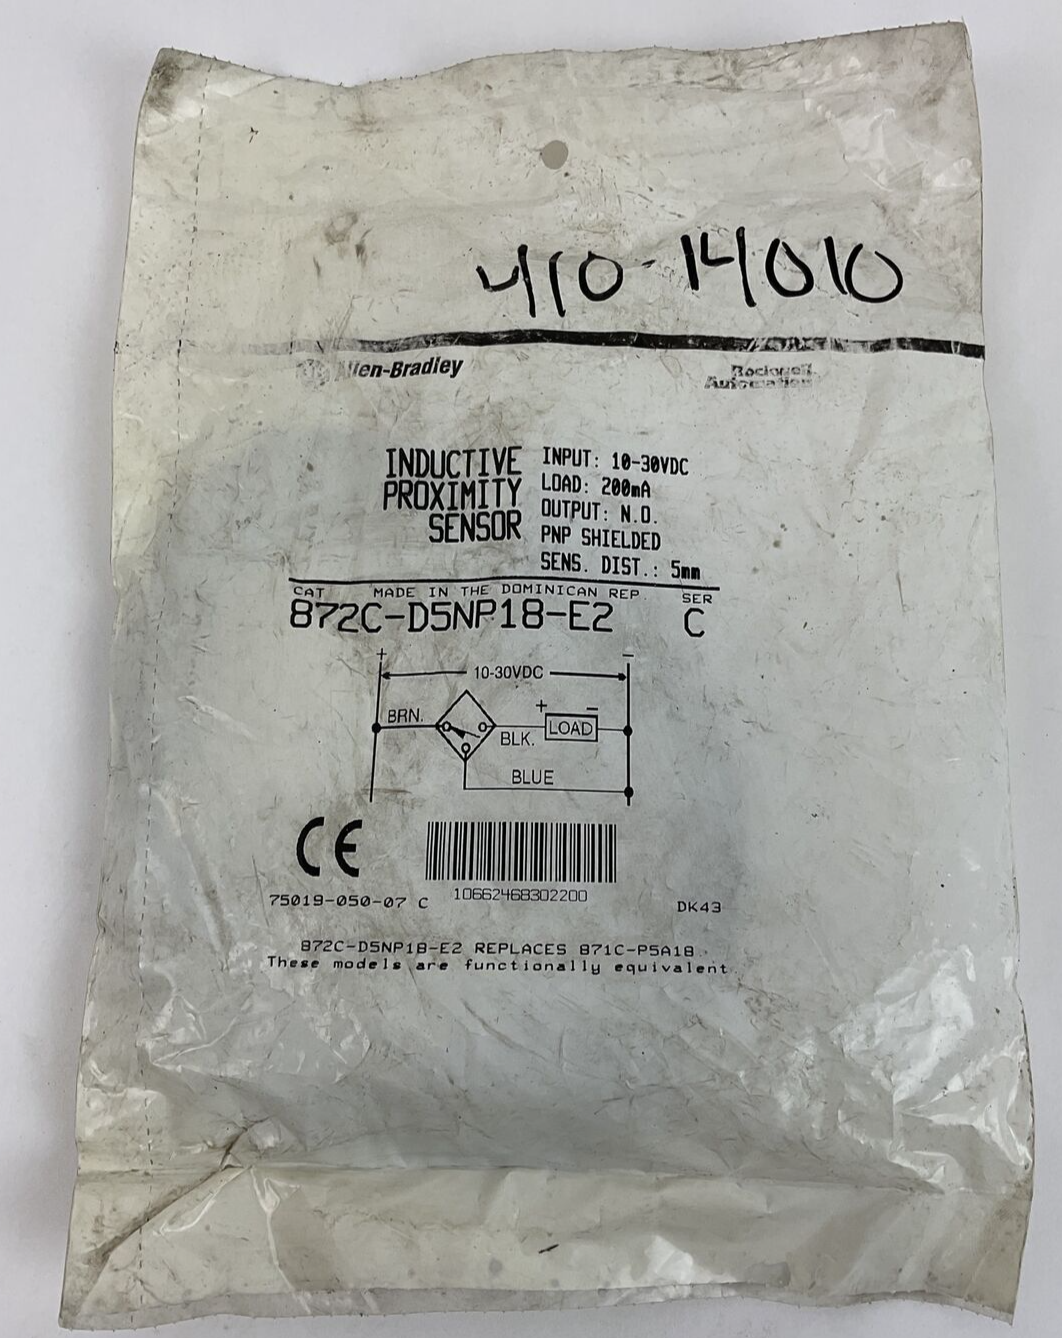 410-14010
Allen-Bradley
Rockwell
Automation
INDUCTIVE
PROXIMITY
SENSOR
INPUT: 10-30VDC
LOAD: 200mA
OUTPUT: N.O.
PNP SHIELDED
SENS. DIST.: 5mm
CAT MADE IN THE DOMINICAN REP. SER
872C-D5NP18-E2 C
+ −
10-30VDC
BRN.
+ −
LOAD
BLK.
BLUE
CE
10662468302200
75019-050-07 C
DK43
872C-D5NP18-E2 REPLACES 871C-P5A18.
These models are functionally equivalent